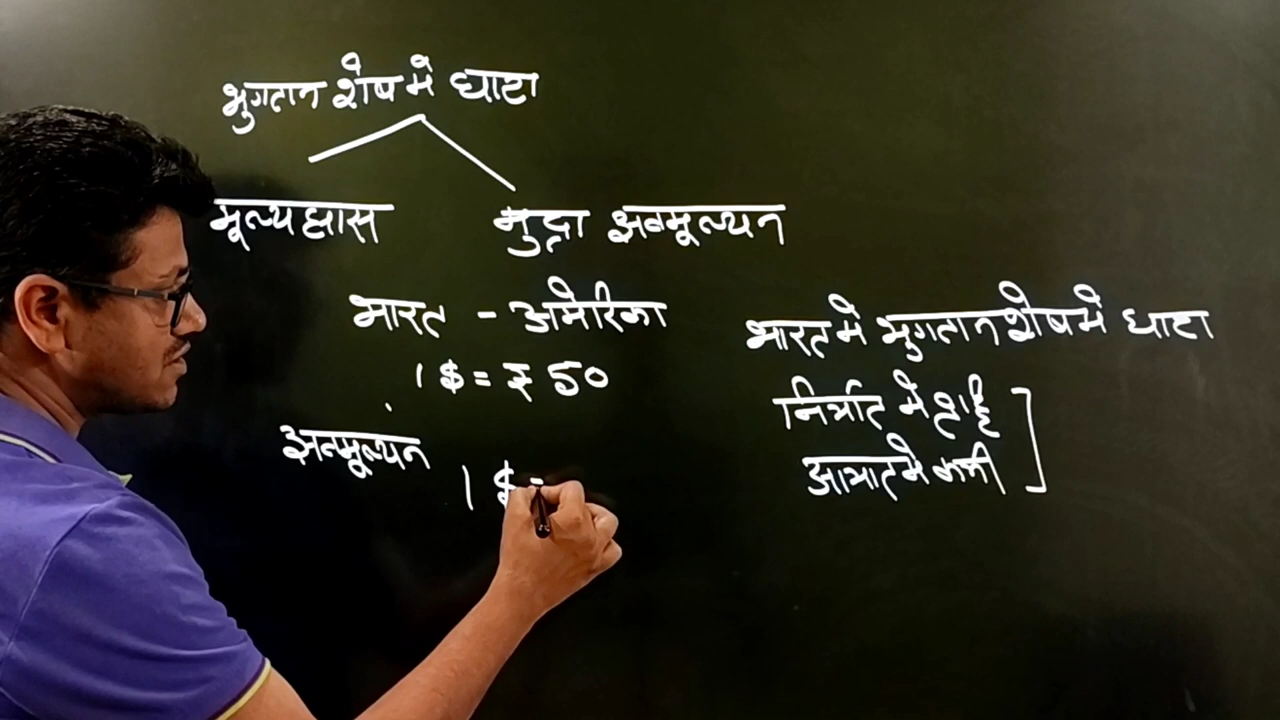 भुगतान शेष में घाटा
मूल्यह्रास
मुद्रा अवमूल्यन
भारत - अमेरिका
1 $ = ₹ 50
अवमूल्यन
1 $ =
भारत में भुगतान शेष में घाटा
निर्यात में वृद्धि
आयात में कमी